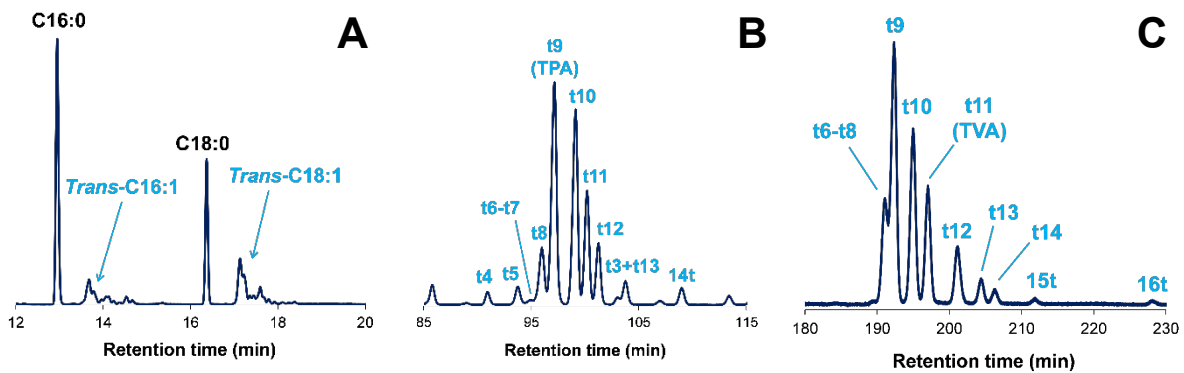 A
C16:0
C18:0
Trans-C16:1
Trans-C18:1
12 14 16 18 20
Retention time (min)
B
t9
(TPA)
t10
t11
t6-t7
t8
t12
t4
t5
t3+t13
14t
85 95 105 115
Retention time (min)
C
t9
t10
t11
(TVA)
t6-t8
t12
t13
t14
15t
16t
180 190 200 210 220 230
Retention time (min)